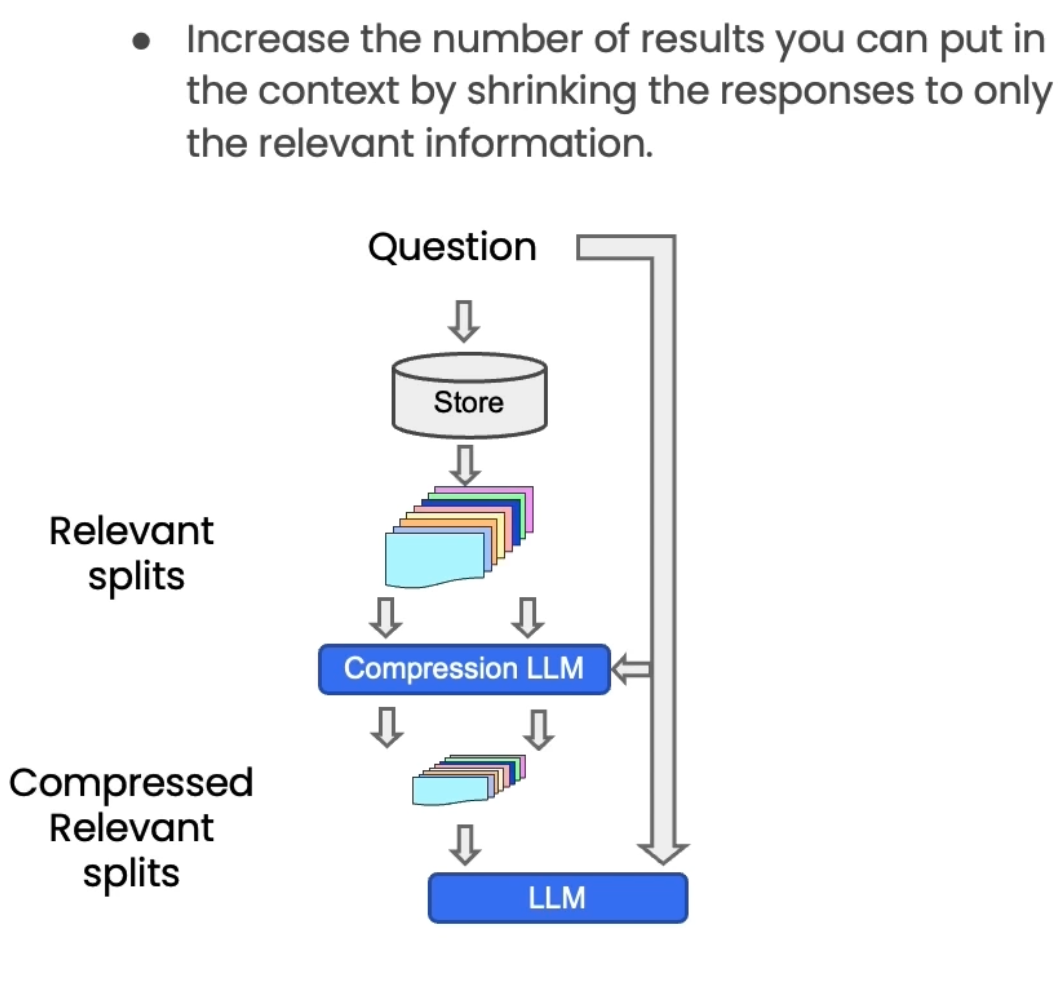 • Increase the number of results you can put in
the context by shrinking the responses to only
the relevant information.
Question
Store
Relevant
splits
Compression LLM
Compressed
Relevant
splits
LLM